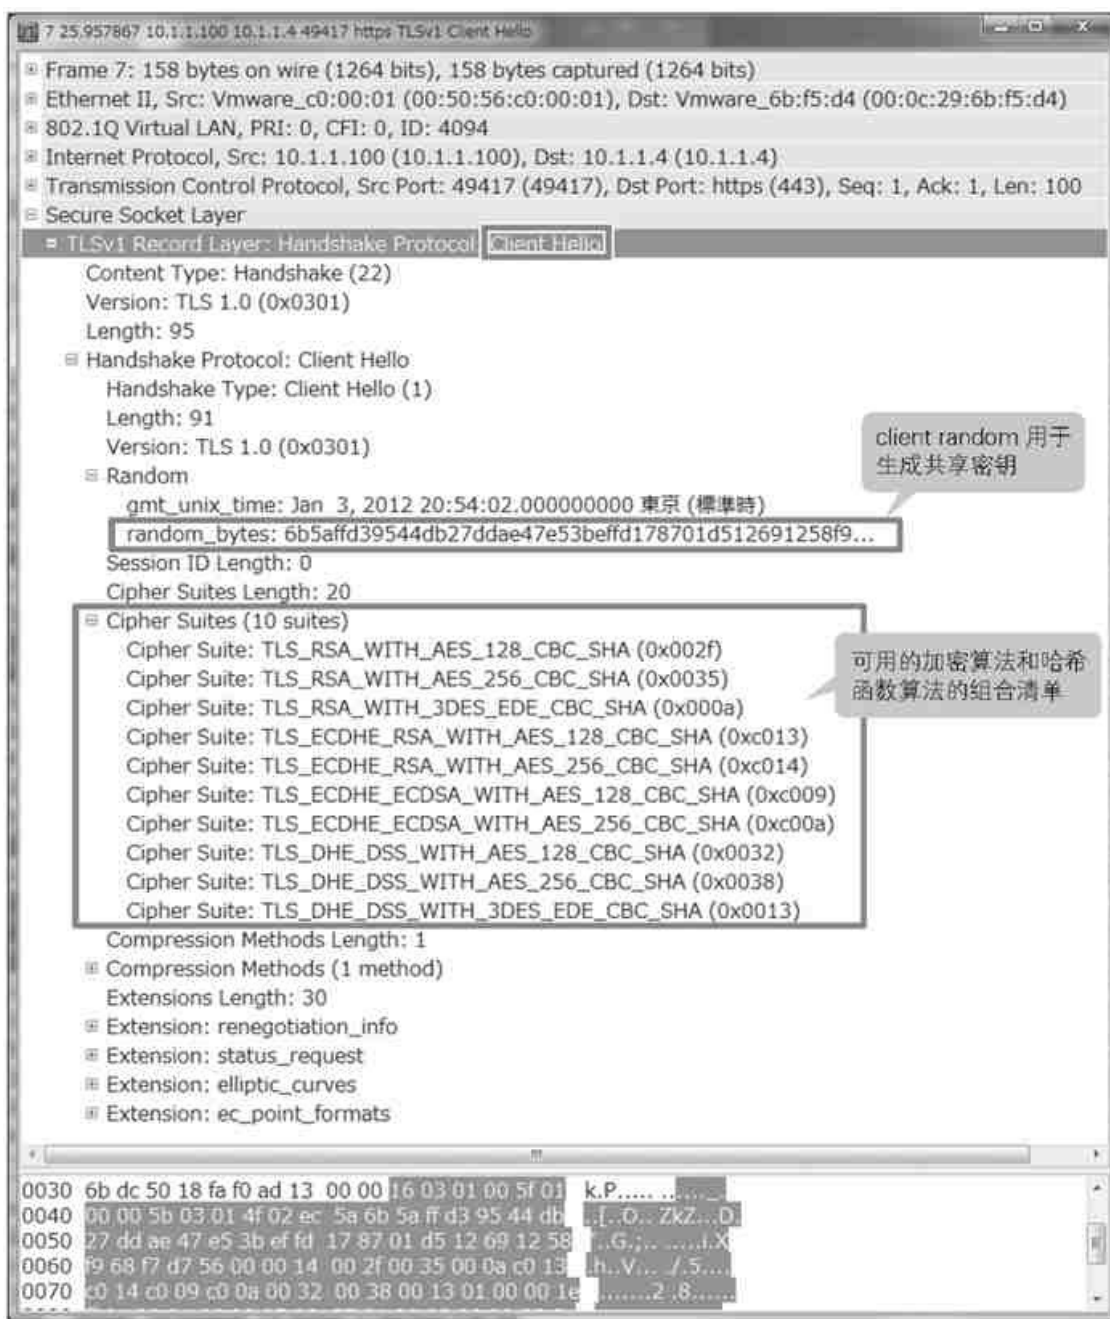 7 25.957867 10.1.1.100 10.1.1.4 49417 https TLSv1 Client Hello
Frame 7: 158 bytes on wire (1264 bits), 158 bytes captured (1264 bits)
Ethernet II, Src: Vmware_c0:00:01 (00:50:56:c0:00:01), Dst: Vmware_6b:f5:d4 (00:0c:29:6b:f5:d4)
802.1Q Virtual LAN, PRI: 0, CFI: 0, ID: 4094
Internet Protocol, Src: 10.1.1.100 (10.1.1.100), Dst: 10.1.1.4 (10.1.1.4)
Transmission Control Protocol, Src Port: 49417 (49417), Dst Port: https (443), Seq: 1, Ack: 1, Len: 100
Secure Socket Layer
TLSv1 Record Layer: Handshake Protocol: Client Hello
Content Type: Handshake (22)
Version: TLS 1.0 (0x0301)
Length: 95
Handshake Protocol: Client Hello
Handshake Type: Client Hello (1)
Length: 91
Version: TLS 1.0 (0x0301)
client random 用于
生成共享密钥
Random
gmt_unix_time: Jan 3, 2012 20:54:02.000000000 東京 (標準時)
random_bytes: 6b5affd39544db27ddae47e53beffd178701d512691258f9...
Session ID Length: 0
Cipher Suites Length: 20
Cipher Suites (10 suites)
Cipher Suite: TLS_RSA_WITH_AES_128_CBC_SHA (0x002f)
Cipher Suite: TLS_RSA_WITH_AES_256_CBC_SHA (0x0035)
Cipher Suite: TLS_RSA_WITH_3DES_EDE_CBC_SHA (0x000a)
Cipher Suite: TLS_ECDHE_RSA_WITH_AES_128_CBC_SHA (0xc013)
Cipher Suite: TLS_ECDHE_RSA_WITH_AES_256_CBC_SHA (0xc014)
Cipher Suite: TLS_ECDHE_ECDSA_WITH_AES_128_CBC_SHA (0xc009)
Cipher Suite: TLS_ECDHE_ECDSA_WITH_AES_256_CBC_SHA (0xc00a)
Cipher Suite: TLS_DHE_DSS_WITH_AES_128_CBC_SHA (0x0032)
Cipher Suite: TLS_DHE_DSS_WITH_AES_256_CBC_SHA (0x0038)
Cipher Suite: TLS_DHE_DSS_WITH_3DES_EDE_CBC_SHA (0x0013)
可用的加密算法和哈希
函数算法的组合清单
Compression Methods Length: 1
Compression Methods (1 method)
Extensions Length: 30
Extension: renegotiation_info
Extension: status_request
Extension: elliptic_curves
Extension: ec_point_formats
0030 6b dc 50 18 fa f0 ad 13 00 00 16 03 01 00 5f 01 k.P..... ......_.
0040 00 00 5b 03 01 4f 02 ec 5a 6b 5a ff d3 95 44 db ..[..O.. ZkZ...D.
0050 27 dd ae 47 e5 3b ef fd 17 87 01 d5 12 69 12 58 '..G.;.. .....i.X
0060 f9 68 f7 d7 56 00 00 14 00 2f 00 35 00 0a c0 13 .h..V... ./.5....
0070 c0 14 c0 09 c0 0a 00 32 00 38 00 13 01 00 00 1e .......2 .8......